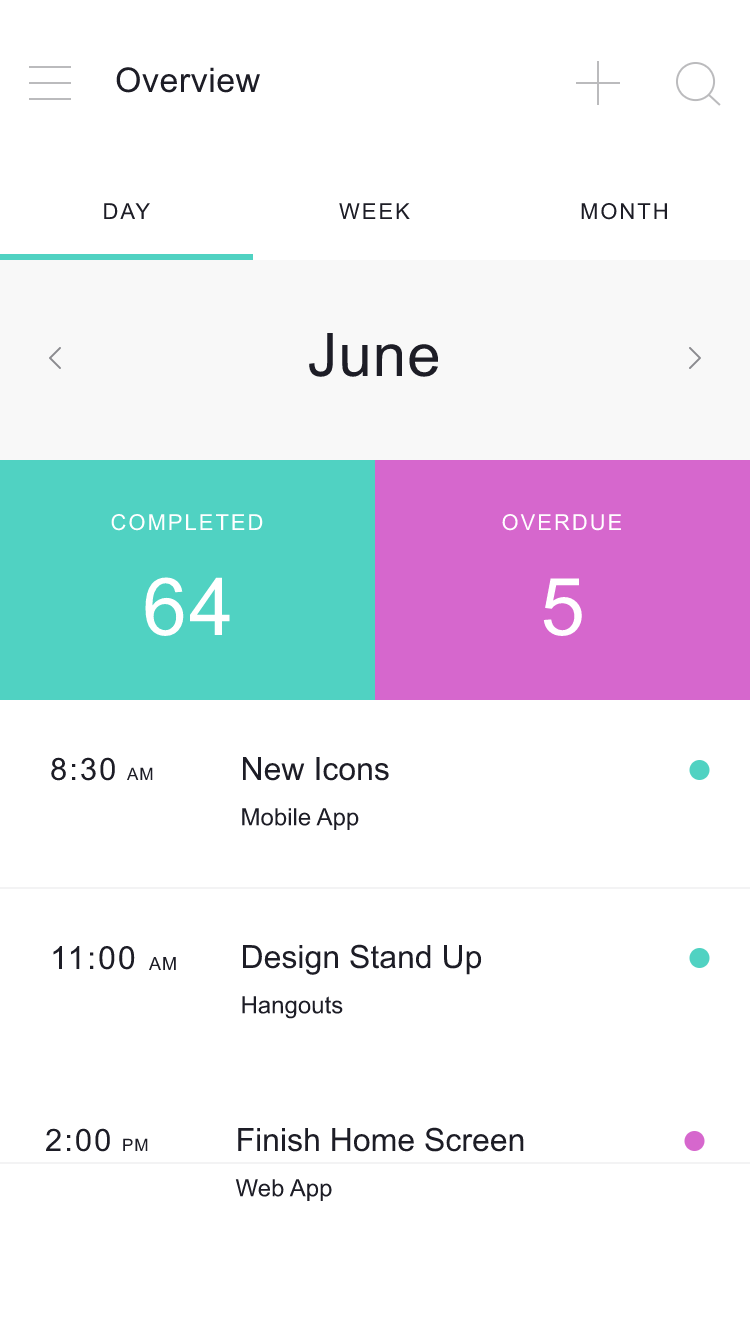 Overview
DAY WEEK MONTH
June
COMPLETED OVERDUE
64 5
8:30 AM New Icons
Mobile App
11:00 AM Design Stand Up
Hangouts
2:00 PM Finish Home Screen
Web App